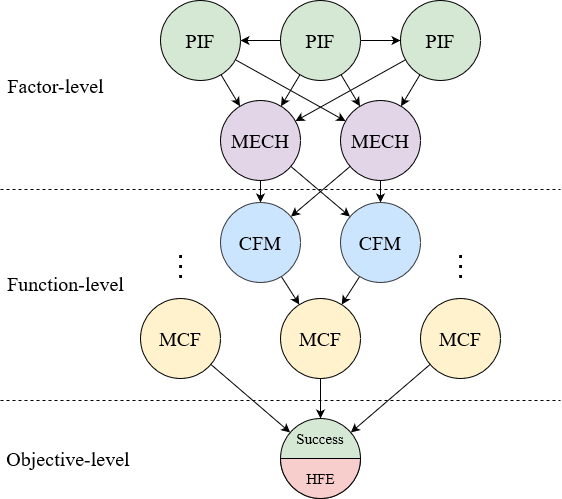 PIF PIF PIF
Factor-level
MECH MECH
CFM CFM
Function-level
MCF MCF MCF
Success
Objective-level
HFE